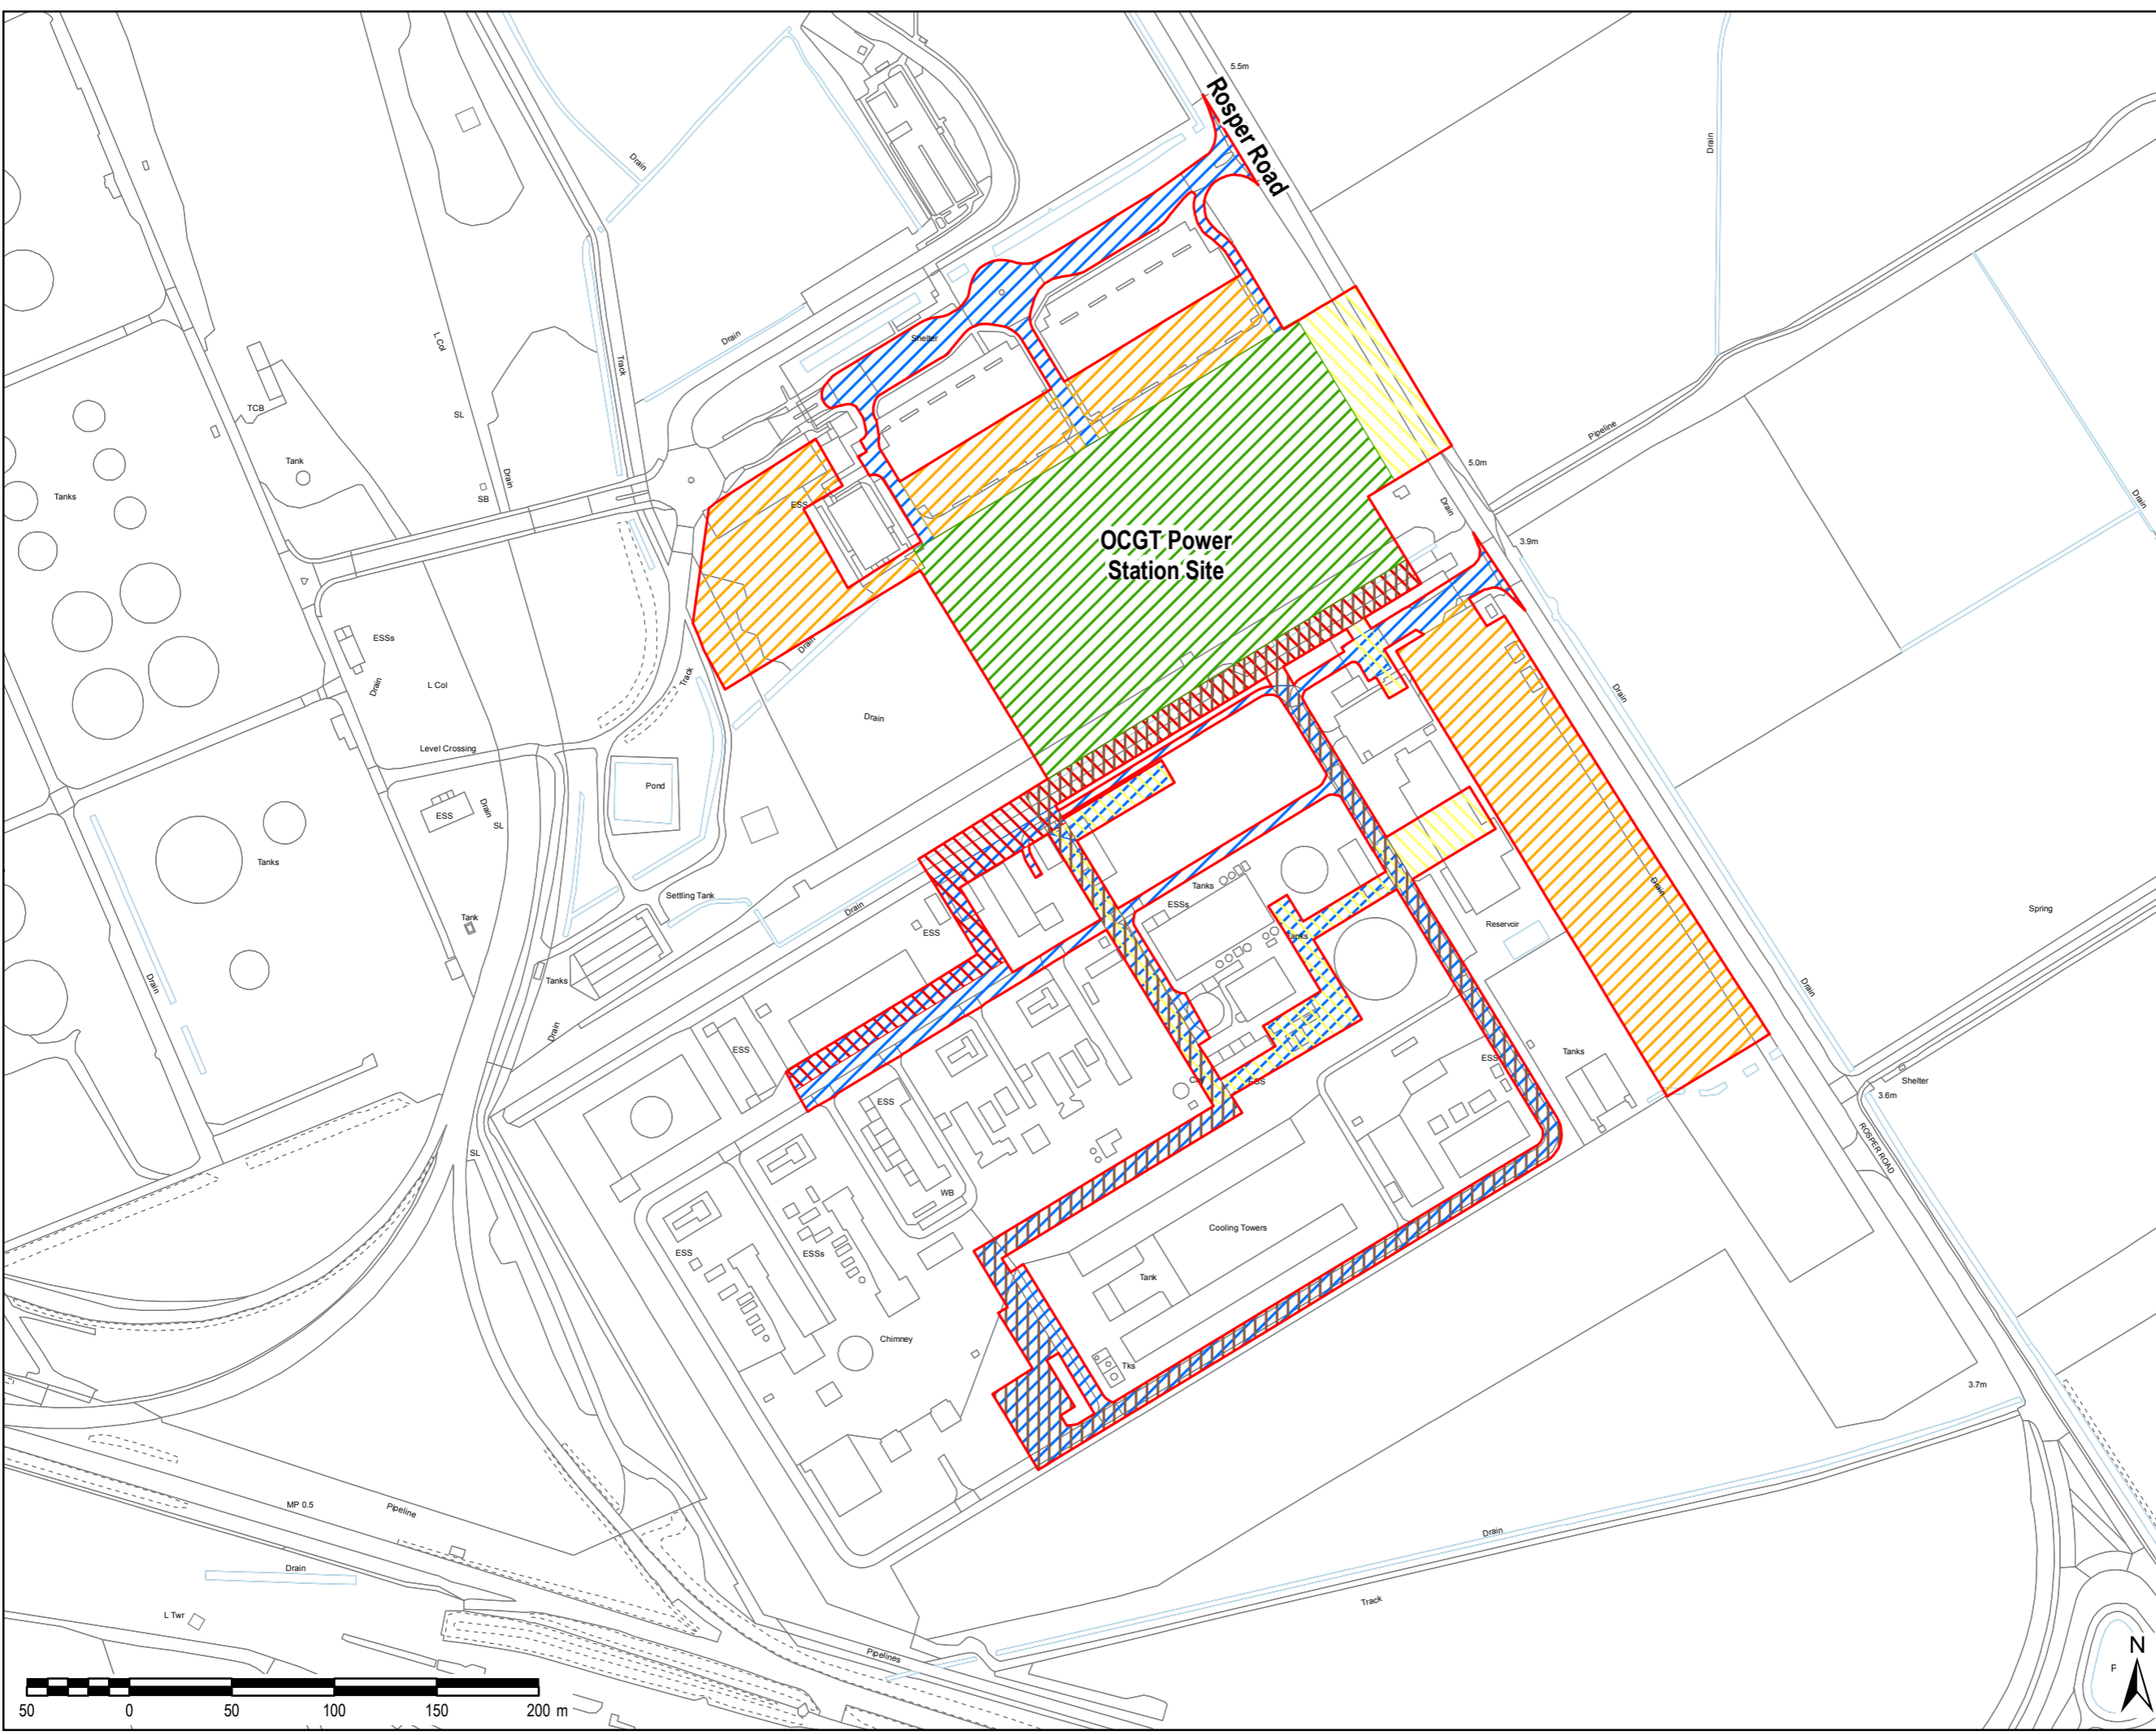 5.5m
Rosper Road
Drain
Drain
Drain
L Col
Track
Drain
Shelter
TCB
SL
Pipeline
Tank
Drain
SB
5.0m
Tanks
ESS
Drain
Drain
OCGT Power
Station Site
3.9m
ESSs
Drain
Drain
L Col
Track
Drain
Drain
Level Crossing
Pond
Drain
ESS
SL
Tanks
Tanks
ESSs
Drain
Settling Tank
Drain
Tank
ESS
Tanks
Reservoir
Spring
Drain
Tanks
Drain
Drain
ESS
ESS
Tanks
ESS
Shelter
3.6m
ESS
SL
ROSPER ROAD
WB
ESS
ESSs
Cooling Towers
Tank
Chimney
Tks
3.7m
MP 0.5
Pipeline
Drain
Drain
L Twr
Track
Pipelines
N
F
50 0 50 100 150 200 m